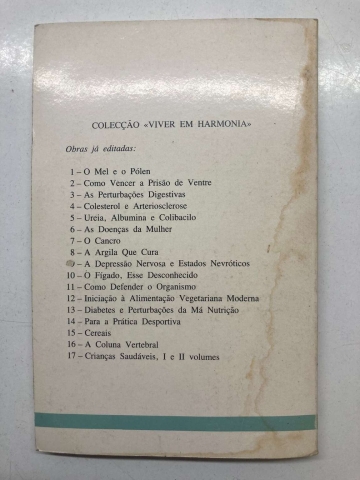 COLECÇÃO «VIVER EM HARMONIA»
Obras já editadas:
1 – O Mel e o Pólen
2 – Como Vencer a Prisão de Ventre
3 – As Perturbações Digestivas
4 – Colesterol e Arteriosclerose
5 – Ureia, Albumina e Colibacilo
6 – As Doenças da Mulher
7 – O Cancro
8 – A Argila Que Cura
9 – A Depressão Nervosa e Estados Nevróticos
10 – O Fígado, Esse Desconhecido
11 – Como Defender o Organismo
12 – Iniciação à Alimentação Vegetariana Moderna
13 – Diabetes e Perturbações da Má Nutrição
14 – Para a Prática Desportiva
15 – Cereais
16 – A Coluna Vertebral
17 – Crianças Saudáveis, I e II volumes